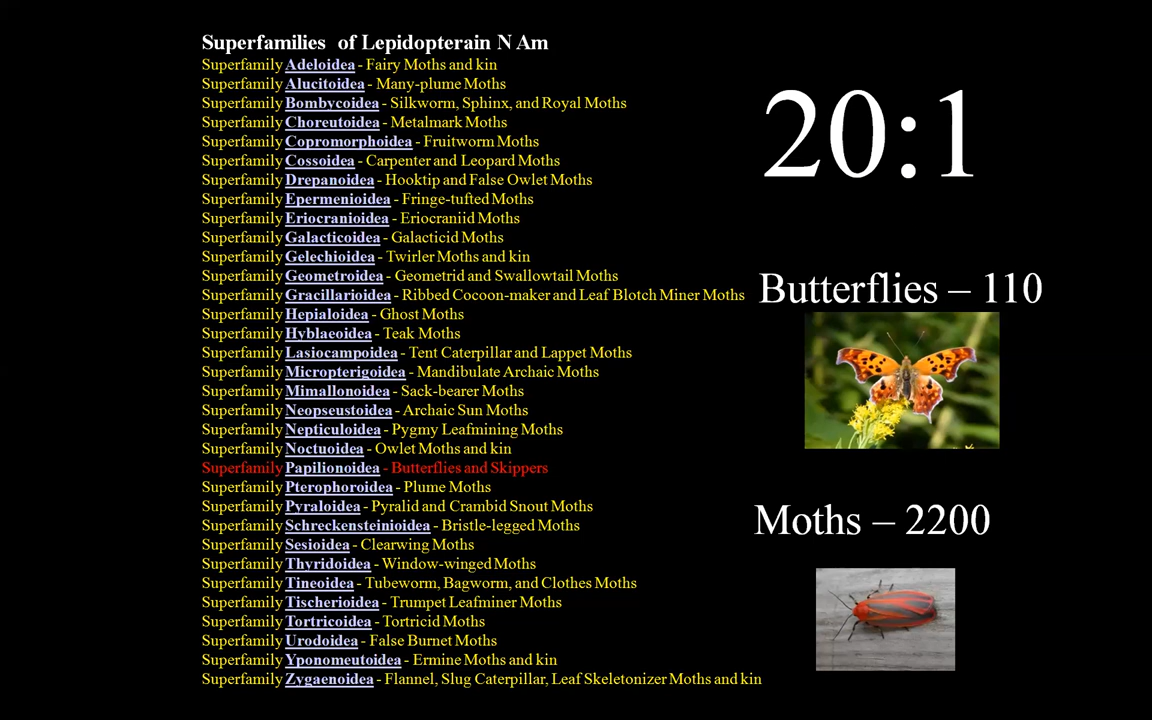 Superfamilies of Lepidopterain N Am
Superfamily Adeloidea - Fairy Moths and kin
Superfamily Alucitoidea - Many-plume Moths
Superfamily Bombycoidea - Silkworm, Sphinx, and Royal Moths
Superfamily Choreutoidea - Metalmark Moths
Superfamily Copromorphoidea - Fruitworm Moths
Superfamily Cossoidea - Carpenter and Leopard Moths
Superfamily Drepanoidea - Hooktip and False Owlet Moths
Superfamily Epermenioidea - Fringe-tufted Moths
Superfamily Eriocranioidea - Eriocraniid Moths
Superfamily Galacticoidea - Galacticid Moths
Superfamily Gelechioidea - Twirler Moths and kin
Superfamily Geometroidea - Geometrid and Swallowtail Moths
Superfamily Gracillarioidea - Ribbed Cocoon-maker and Leaf Blotch Miner Moths
Superfamily Hepialoidea - Ghost Moths
Superfamily Hyblaeoidea - Teak Moths
Superfamily Lasiocampoidea - Tent Caterpillar and Lappet Moths
Superfamily Micropterigoidea - Mandibulate Archaic Moths
Superfamily Mimallonoidea - Sack-bearer Moths
Superfamily Neopseustoidea - Archaic Sun Moths
Superfamily Nepticuloidea - Pygmy Leafmining Moths
Superfamily Noctuoidea - Owlet Moths and kin
Superfamily Papilionoidea - Butterflies and Skippers
Superfamily Pterophoroidea - Plume Moths
Superfamily Pyraloidea - Pyralid and Crambid Snout Moths
Superfamily Schreckensteinioidea - Bristle-legged Moths
Superfamily Sesioidea - Clearwing Moths
Superfamily Thyridoidea - Window-winged Moths
Superfamily Tineoidea - Tubeworm, Bagworm, and Clothes Moths
Superfamily Tischerioidea - Trumpet Leafminer Moths
Superfamily Tortricoidea - Tortricid Moths
Superfamily Urodoidea - False Burnet Moths
Superfamily Yponomeutoidea - Ermine Moths and kin
Superfamily Zygaenoidea - Flannel, Slug Caterpillar, Leaf Skeletonizer Moths and kin
20:1
Butterflies – 110
Moths – 2200